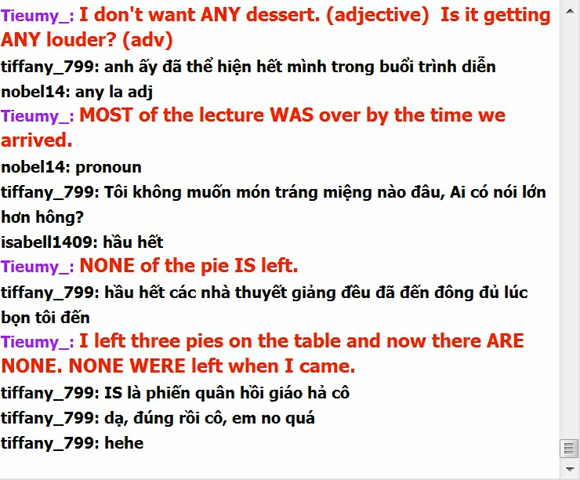 Tieumy_: I don't want ANY dessert. (adjective)  Is it getting
ANY louder? (adv)
tiffany_799: anh ấy đã thể hiện hết mình trong buổi trình diễn
nobel14: any la adj
Tieumy_: MOST of the lecture WAS over by the time we
arrived.
nobel14: pronoun
tiffany_799: Tôi không muốn món tráng miệng nào đâu, Ai có nói lớn
hơn hông?
isabell1409: hầu hết
Tieumy_: NONE of the pie IS left.
tiffany_799: hầu hết các nhà thuyết giảng đều đã đến đông đủ lúc
bọn tôi đến
Tieumy_: I left three pies on the table and now there ARE
NONE. NONE WERE left when I came.
tiffany_799: IS là phiến quân hồi giáo hả cô
tiffany_799: dạ, đúng rồi cô, em no quá
tiffany_799: hehe